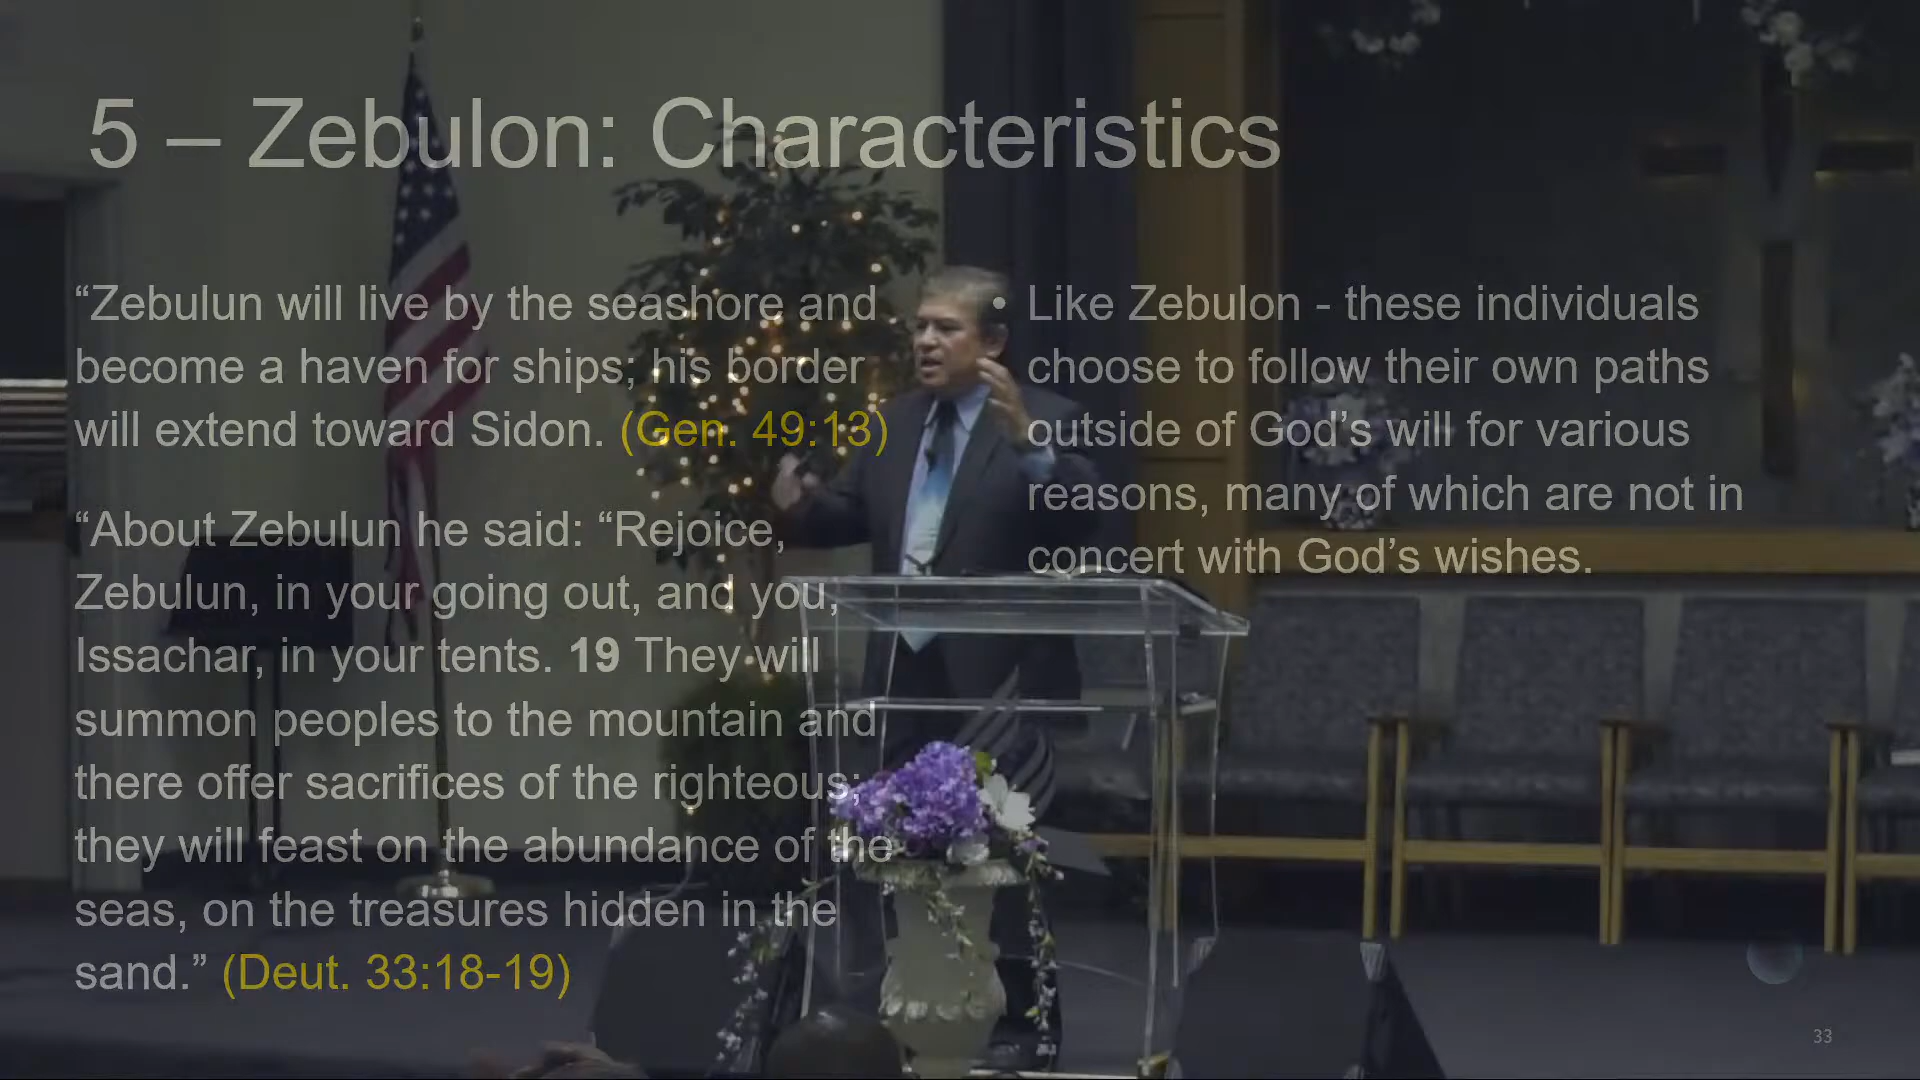 5 – Zebulon: Characteristics
“Zebulun will live by the seashore and
become a haven for ships; his border
will extend toward Sidon. (Gen. 49:13)
“About Zebulun he said: “Rejoice,
Zebulun, in your going out, and you,
Issachar, in your tents. 19 They will
summon peoples to the mountain and
there offer sacrifices of the righteous;
they will feast on the abundance of the
seas, on the treasures hidden in the
sand.” (Deut. 33:18-19)
• Like Zebulon - these individuals
choose to follow their own paths
outside of God’s will for various
reasons, many of which are not in
concert with God’s wishes.
33